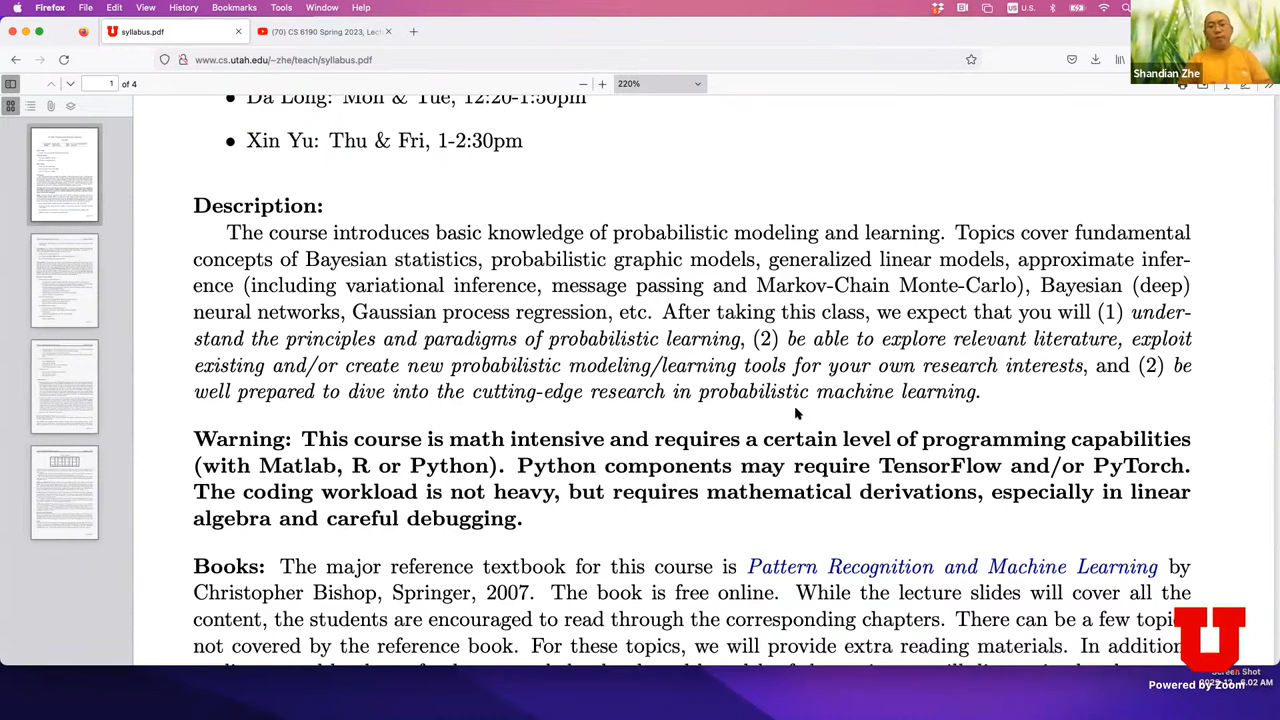 Firefox File Edit View History Bookmarks Tools Window Help U.S.
syllabus.pdf
(70) CS 6190 Spring 2023, Lec
www.cs.utah.edu/~zhe/teach/syllabus.pdf
1 of 4
220%
Shandian Zhe
• Da Long: Mon & Tue, 12:20-1:50pm
• Xin Yu: Thu & Fri, 1-2:30pm
Description:
The course introduces basic knowledge of probabilistic modeling and learning. Topics cover fundamental
concepts of Bayesian statistics, probabilistic graphic models, generalized linear models, approximate infer-
ence (including variational inference, message passing and Markov-Chain Monte-Carlo), Bayesian (deep)
neural networks, Gaussian process regression, etc. After taking this class, we expect that you will (1) under-
stand the principles and paradigms of probabilistic learning, (2) be able to explore relevant literature, exploit
existing and/or create new probabilistic modeling/learning tools for your own research interests, and (2) be
well prepared to dive into the cutting-edge research in probabilistic machine learning.
Warning: This course is math intensive and requires a certain level of programming capabilities
(with Matlab, R or Python). Python components may require TensorFlow and/or PyTorch.
The coding workload is not heavy, but requires mathematical derivations, especially in linear
algebra and careful debugging.
Books: The major reference textbook for this course is Pattern Recognition and Machine Learning by
Christopher Bishop, Springer, 2007. The book is free online. While the lecture slides will cover all the
content, the students are encouraged to read through the corresponding chapters. There can be a few topic
not covered by the reference book. For these topics, we will provide extra reading materials. In addition
Screen Shot
6.02 AM
Powered by Zoom